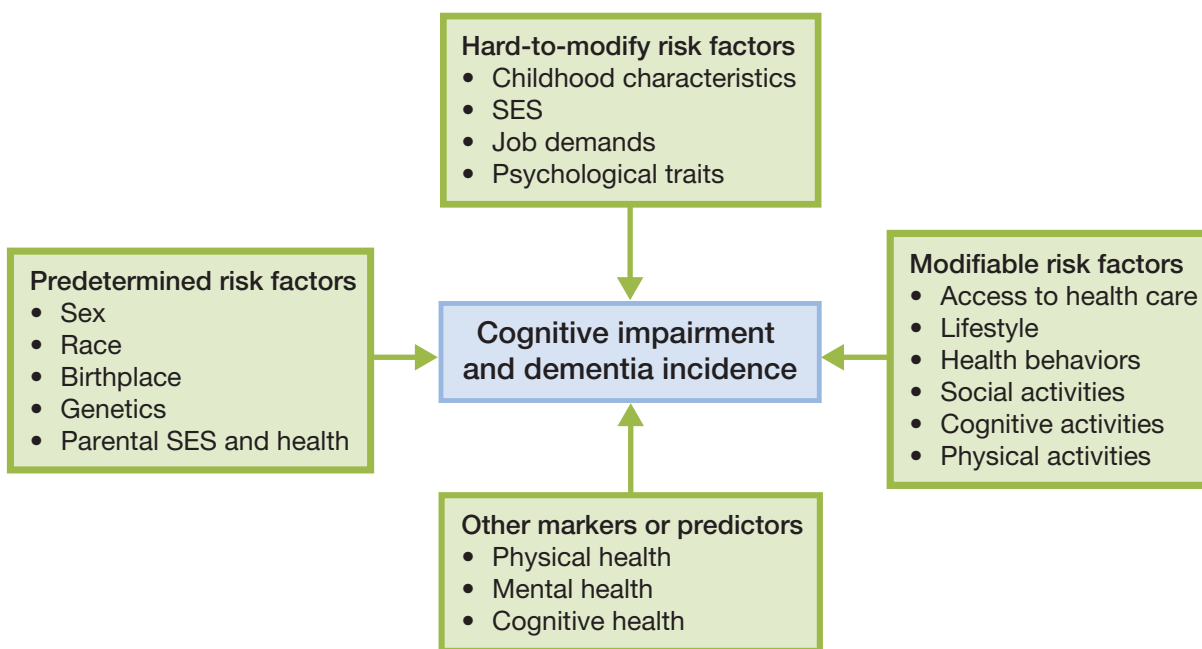 Hard-to-modify risk factors
• Childhood characteristics
• SES
• Job demands
• Psychological traits
Predetermined risk factors
• Sex
• Race
• Birthplace
• Genetics
• Parental SES and health
Cognitive impairment
and dementia incidence
Modifiable risk factors
• Access to health care
• Lifestyle
• Health behaviors
• Social activities
• Cognitive activities
• Physical activities
Other markers or predictors
• Physical health
• Mental health
• Cognitive health